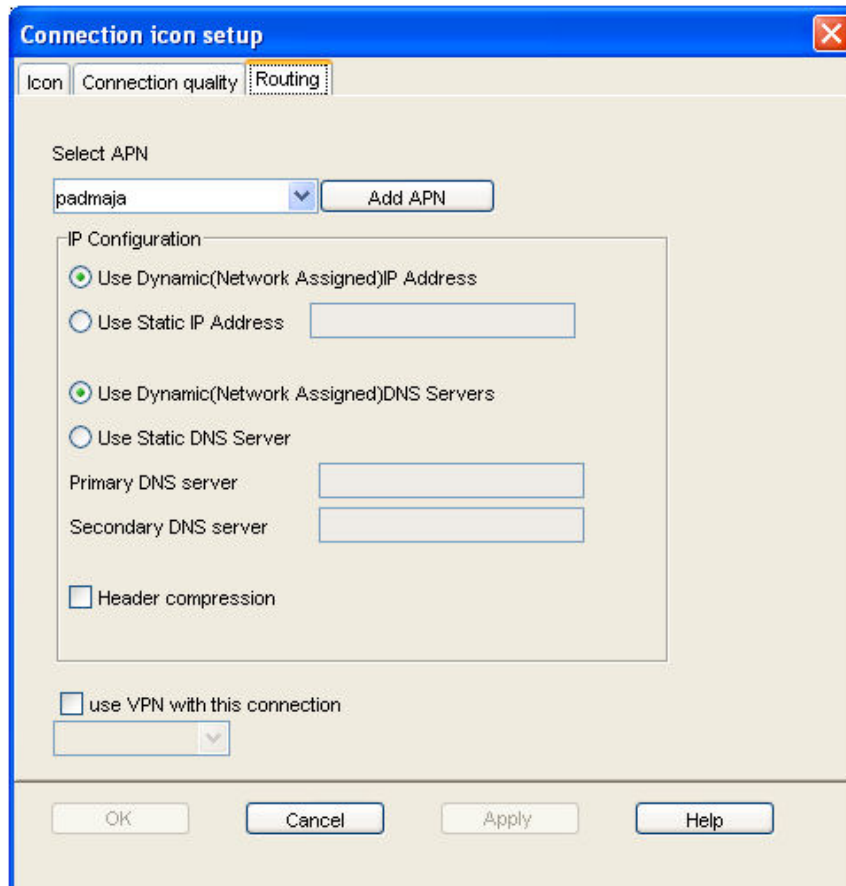 Connection icon setup
Icon Connection quality Routing
Select APN
padmaja Add APN
IP Configuration
Use Dynamic(Network Assigned)IP Address
Use Static IP Address
Use Dynamic(Network Assigned)DNS Servers
Use Static DNS Server
Primary DNS server
Secondary DNS server
Header compression
use VPN with this connection
OK Cancel Apply Help